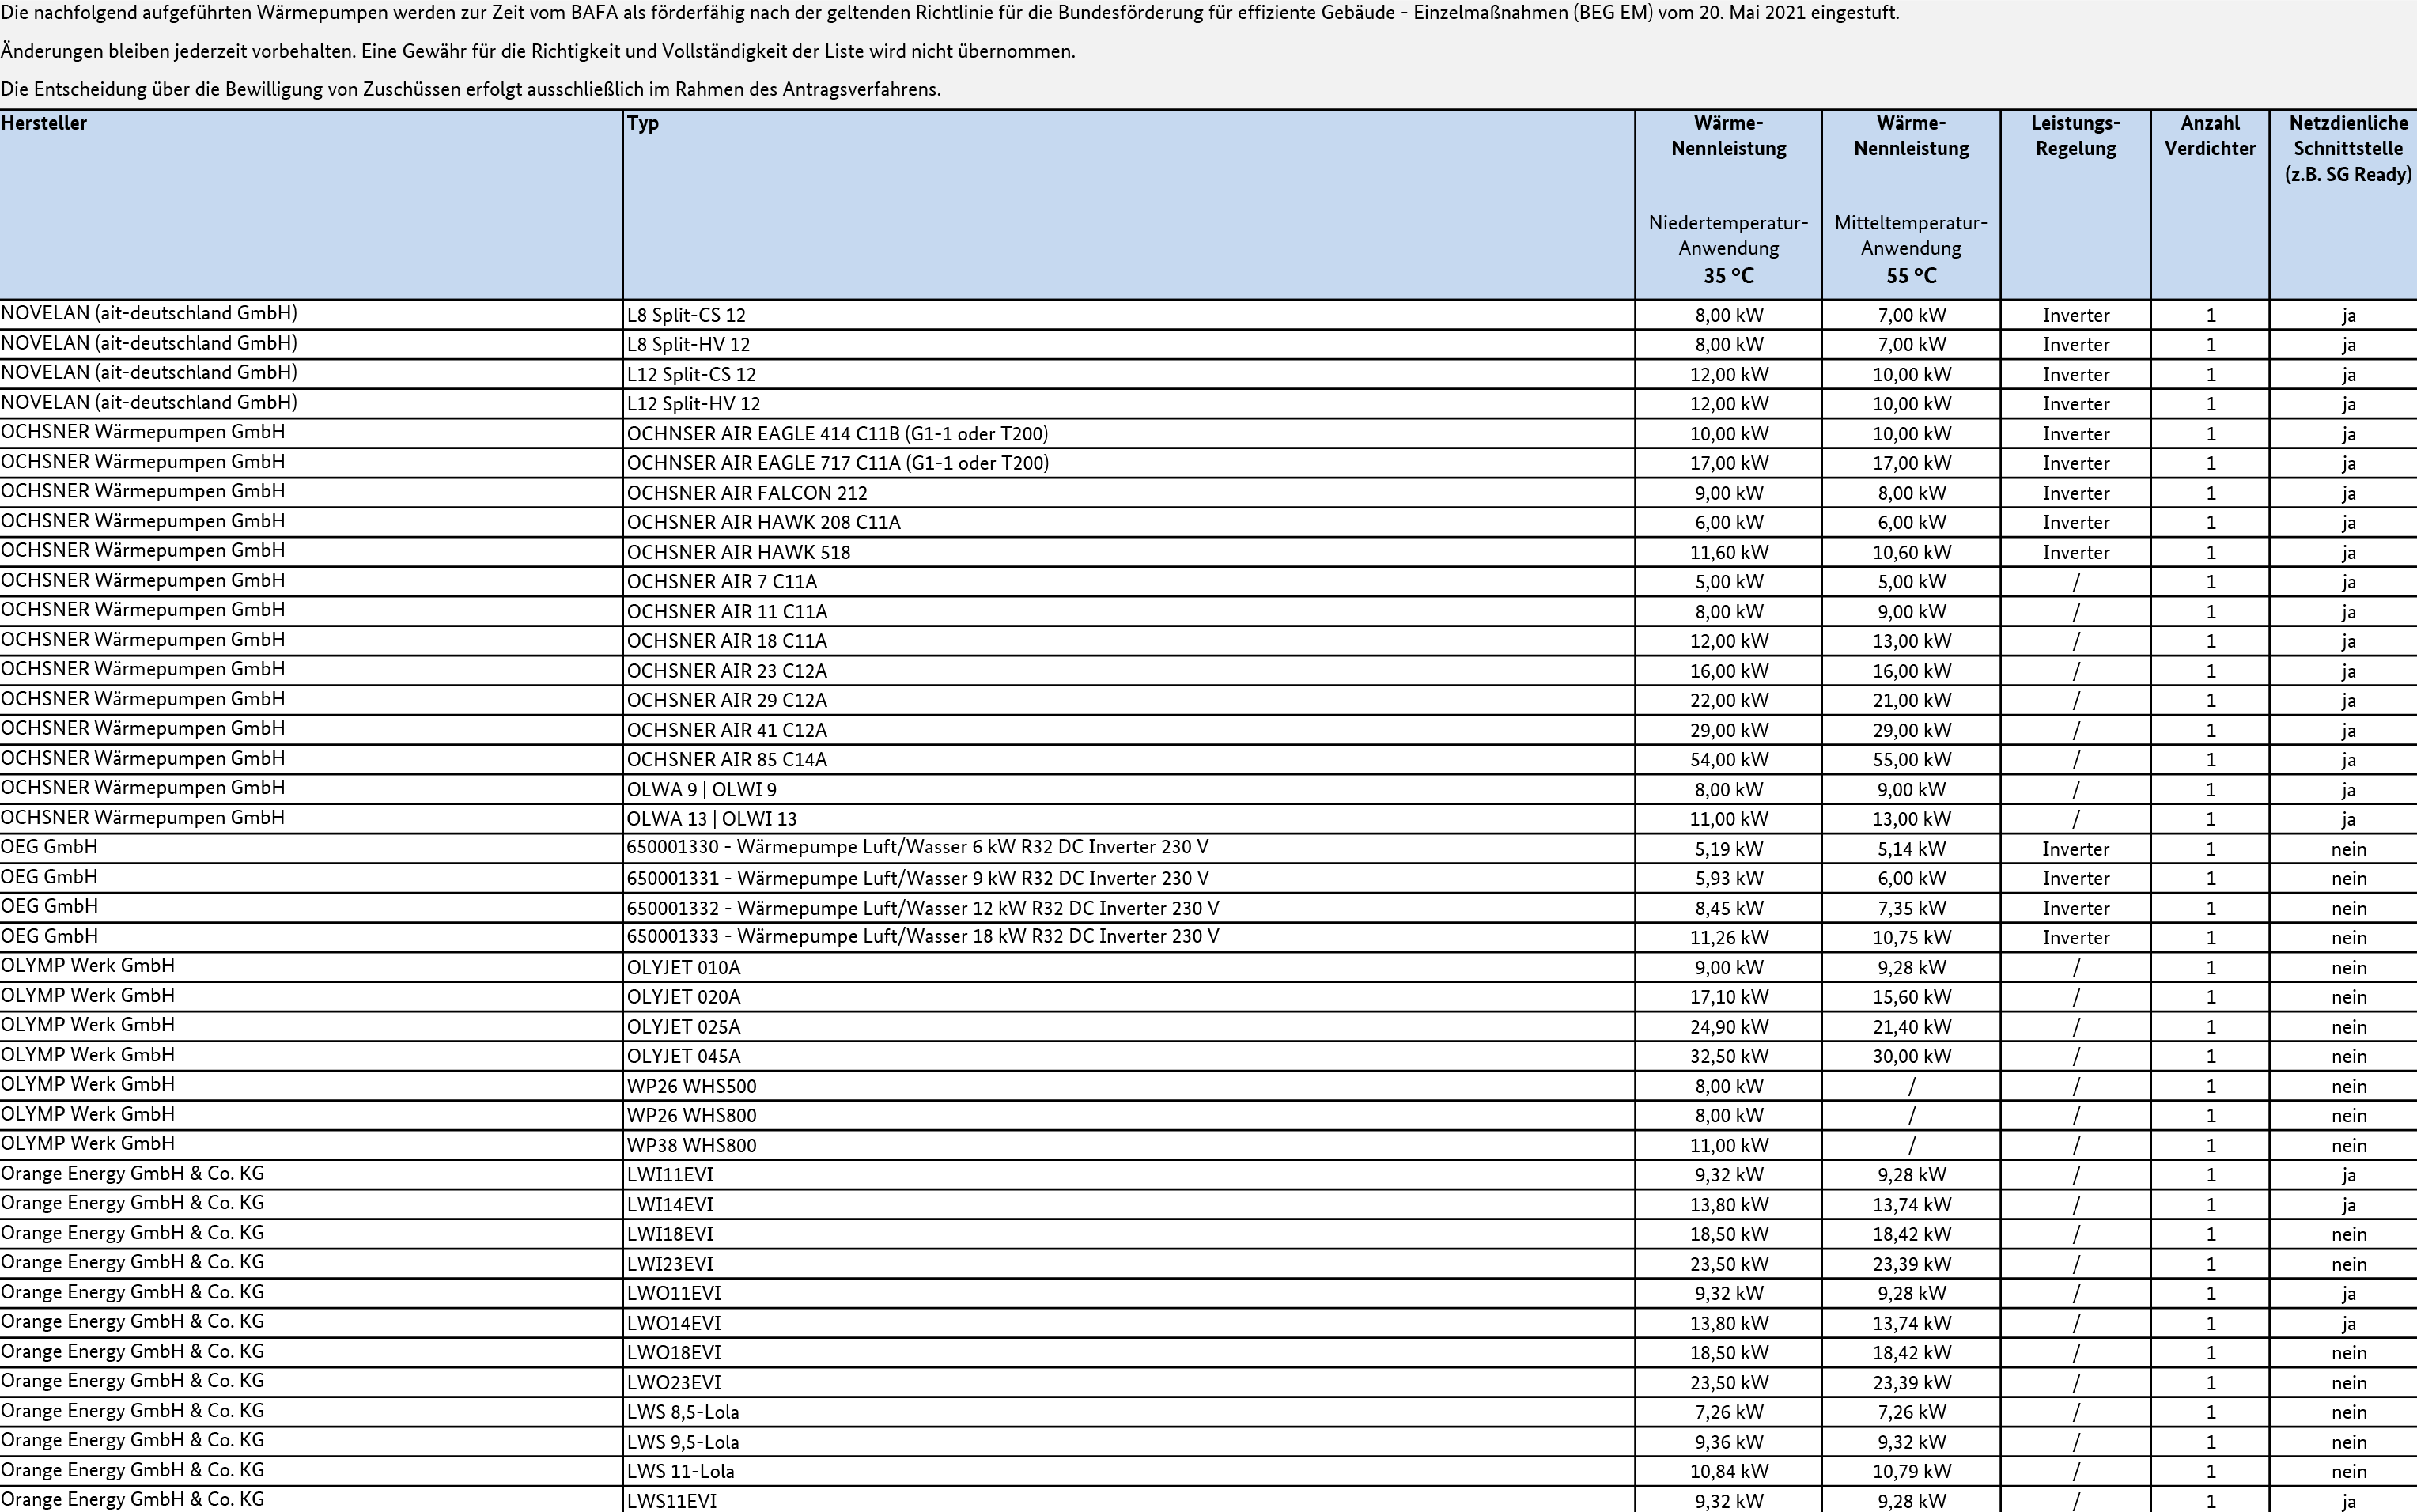 Die nachfolgend aufgeführten Wärmepumpen werden zur Zeit vom BAFA als förderfähig nach der geltenden Richtlinie für die Bundesförderung für effiziente Gebäude - Einzelmaßnahmen (BEG EM) vom 20. Mai 2021 eingestuft.
Änderungen bleiben jederzeit vorbehalten. Eine Gewähr für die Richtigkeit und Vollständigkeit der Liste wird nicht übernommen.
Die Entscheidung über die Bewilligung von Zuschüssen erfolgt ausschließlich im Rahmen des Antragsverfahrens.
Hersteller Typ Wärme- Wärme- Leistungs- Anzahl Netzdienliche
Nennleistung Nennleistung Regelung Verdichter Schnittstelle
(z.B. SG Ready)
Niedertemperatur- Mitteltemperatur-
Anwendung Anwendung
35 °C 55 °C
NOVELAN (ait-deutschland GmbH) L8 Split-CS 12 8,00 kW 7,00 kW Inverter 1 ja
NOVELAN (ait-deutschland GmbH) L8 Split-HV 12 8,00 kW 7,00 kW Inverter 1 ja
NOVELAN (ait-deutschland GmbH) L12 Split-CS 12 12,00 kW 10,00 kW Inverter 1 ja
NOVELAN (ait-deutschland GmbH) L12 Split-HV 12 12,00 kW 10,00 kW Inverter 1 ja
OCHSNER Wärmepumpen GmbH OCHNSER AIR EAGLE 414 C11B (G1-1 oder T200) 10,00 kW 10,00 kW Inverter 1 ja
OCHSNER Wärmepumpen GmbH OCHNSER AIR EAGLE 717 C11A (G1-1 oder T200) 17,00 kW 17,00 kW Inverter 1 ja
OCHSNER Wärmepumpen GmbH OCHSNER AIR FALCON 212 9,00 kW 8,00 kW Inverter 1 ja
OCHSNER Wärmepumpen GmbH OCHSNER AIR HAWK 208 C11A 6,00 kW 6,00 kW Inverter 1 ja
OCHSNER Wärmepumpen GmbH OCHSNER AIR HAWK 518 11,60 kW 10,60 kW Inverter 1 ja
OCHSNER Wärmepumpen GmbH OCHSNER AIR 7 C11A 5,00 kW 5,00 kW / 1 ja
OCHSNER Wärmepumpen GmbH OCHSNER AIR 11 C11A 8,00 kW 9,00 kW / 1 ja
OCHSNER Wärmepumpen GmbH OCHSNER AIR 18 C11A 12,00 kW 13,00 kW / 1 ja
OCHSNER Wärmepumpen GmbH OCHSNER AIR 23 C12A 16,00 kW 16,00 kW / 1 ja
OCHSNER Wärmepumpen GmbH OCHSNER AIR 29 C12A 22,00 kW 21,00 kW / 1 ja
OCHSNER Wärmepumpen GmbH OCHSNER AIR 41 C12A 29,00 kW 29,00 kW / 1 ja
OCHSNER Wärmepumpen GmbH OCHSNER AIR 85 C14A 54,00 kW 55,00 kW / 1 ja
OCHSNER Wärmepumpen GmbH OLWA 9 | OLWI 9 8,00 kW 9,00 kW / 1 ja
OCHSNER Wärmepumpen GmbH OLWA 13 | OLWI 13 11,00 kW 13,00 kW / 1 ja
OEG GmbH 650001330 - Wärmepumpe Luft/Wasser 6 kW R32 DC Inverter 230 V 5,19 kW 5,14 kW Inverter 1 nein
OEG GmbH 650001331 - Wärmepumpe Luft/Wasser 9 kW R32 DC Inverter 230 V 5,93 kW 6,00 kW Inverter 1 nein
OEG GmbH 650001332 - Wärmepumpe Luft/Wasser 12 kW R32 DC Inverter 230 V 8,45 kW 7,35 kW Inverter 1 nein
OEG GmbH 650001333 - Wärmepumpe Luft/Wasser 18 kW R32 DC Inverter 230 V 11,26 kW 10,75 kW Inverter 1 nein
OLYMP Werk GmbH OLYJET 010A 9,00 kW 9,28 kW / 1 nein
OLYMP Werk GmbH OLYJET 020A 17,10 kW 15,60 kW / 1 nein
OLYMP Werk GmbH OLYJET 025A 24,90 kW 21,40 kW / 1 nein
OLYMP Werk GmbH OLYJET 045A 32,50 kW 30,00 kW / 1 nein
OLYMP Werk GmbH WP26 WHS500 8,00 kW / / 1 nein
OLYMP Werk GmbH WP26 WHS800 8,00 kW / / 1 nein
OLYMP Werk GmbH WP38 WHS800 11,00 kW / / 1 nein
Orange Energy GmbH & Co. KG LWI11EVI 9,32 kW 9,28 kW / 1 ja
Orange Energy GmbH & Co. KG LWI14EVI 13,80 kW 13,74 kW / 1 ja
Orange Energy GmbH & Co. KG LWI18EVI 18,50 kW 18,42 kW / 1 nein
Orange Energy GmbH & Co. KG LWI23EVI 23,50 kW 23,39 kW / 1 nein
Orange Energy GmbH & Co. KG LWO11EVI 9,32 kW 9,28 kW / 1 ja
Orange Energy GmbH & Co. KG LWO14EVI 13,80 kW 13,74 kW / 1 ja
Orange Energy GmbH & Co. KG LWO18EVI 18,50 kW 18,42 kW / 1 nein
Orange Energy GmbH & Co. KG LWO23EVI 23,50 kW 23,39 kW / 1 nein
Orange Energy GmbH & Co. KG LWS 8,5-Lola 7,26 kW 7,26 kW / 1 nein
Orange Energy GmbH & Co. KG LWS 9,5-Lola 9,36 kW 9,32 kW / 1 nein
Orange Energy GmbH & Co. KG LWS 11-Lola 10,84 kW 10,79 kW / 1 nein
Orange Energy GmbH & Co. KG LWS11EVI 9,32 kW 9,28 kW / 1 ja